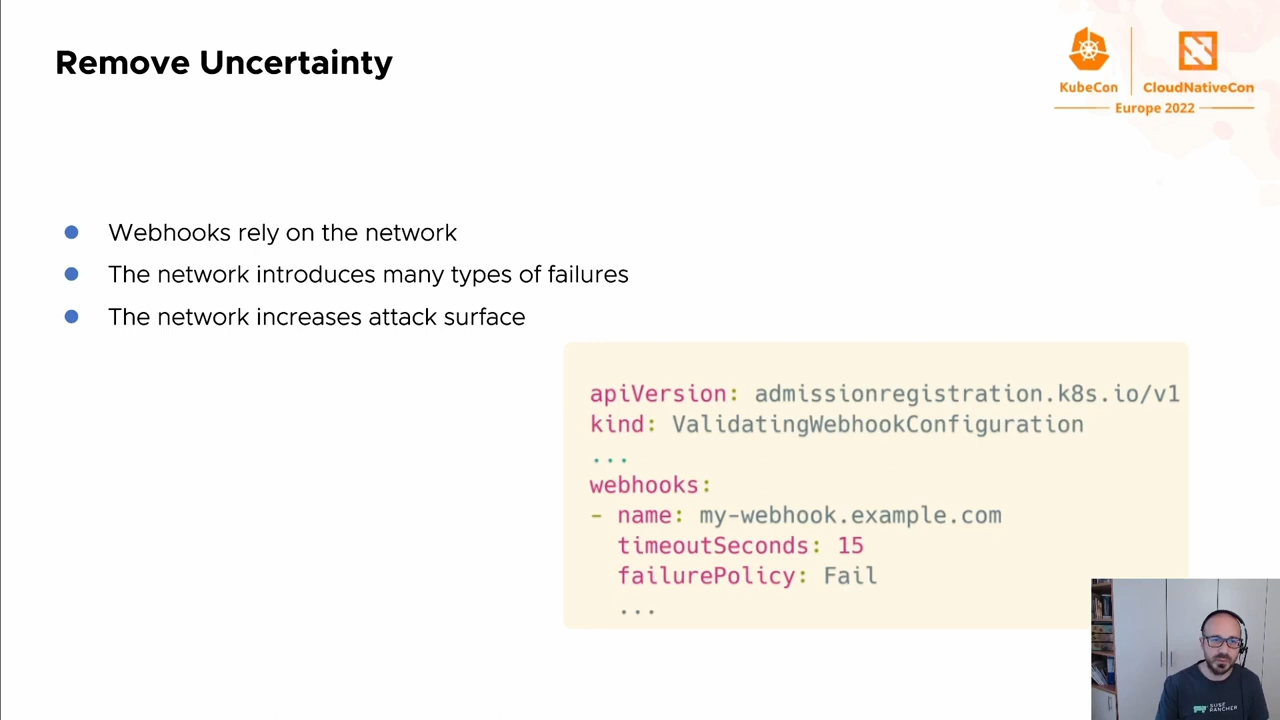 Remove Uncertainty
KubeCon
CloudNativeCon
Europe 2022
Webhooks rely on the network
The network introduces many types of failures
The network increases attack surface
apiVersion: admissionregistration.k8s.io/v1
kind: ValidatingWebhookConfiguration
...
webhooks:
- name: my-webhook.example.com
timeoutSeconds: 15
failurePolicy: Fail
...
SUSE
RANCHER